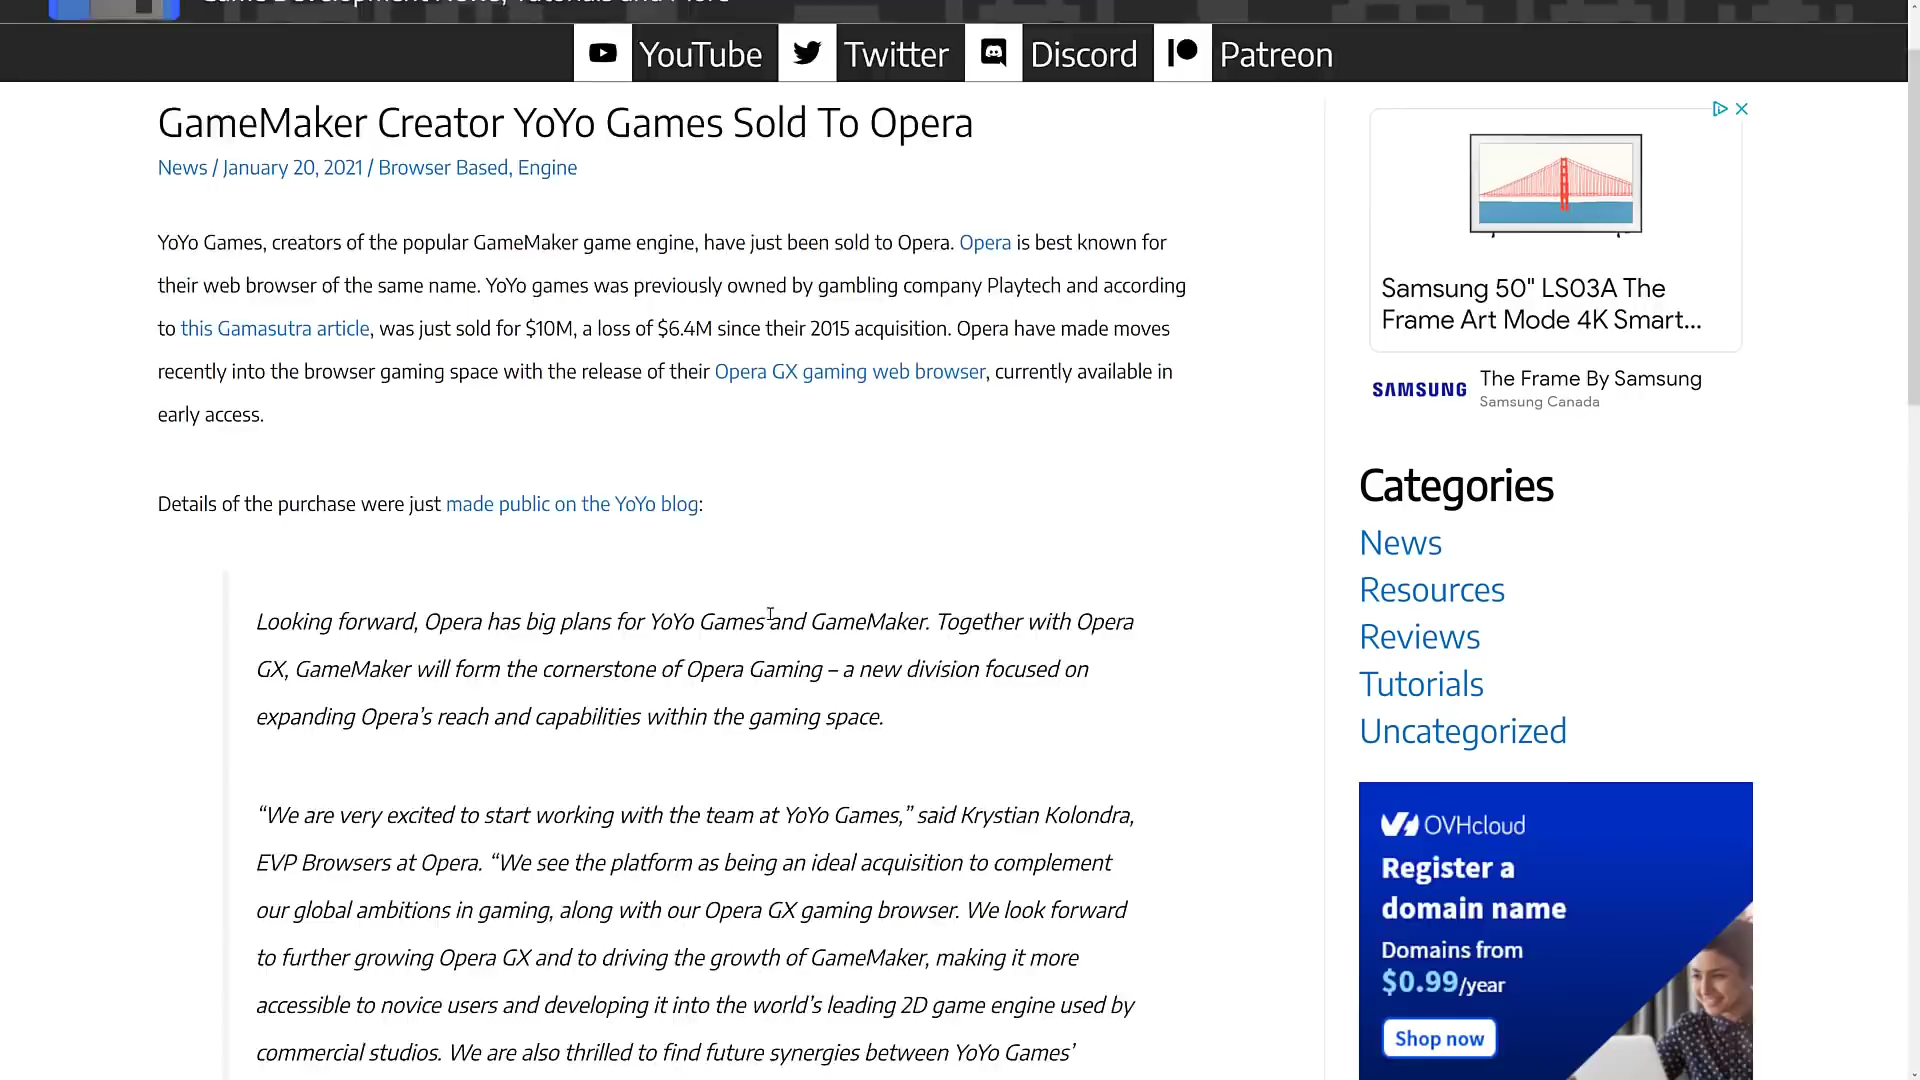 Game Development News, Tutorials and More
YouTube
Twitter
Discord
Patreon
GameMaker Creator YoYo Games Sold To Opera
News / January 20, 2021 / Browser Based, Engine
YoYo Games, creators of the popular GameMaker game engine, have just been sold to Opera. Opera is best known for
their web browser of the same name. YoYo games was previously owned by gambling company Playtech and according
to this Gamasutra article, was just sold for $10M, a loss of $6.4M since their 2015 acquisition. Opera have made moves
recently into the browser gaming space with the release of their Opera GX gaming web browser, currently available in
early access.
Details of the purchase were just made public on the YoYo blog:
Looking forward, Opera has big plans for YoYo Games and GameMaker. Together with Opera
GX, GameMaker will form the cornerstone of Opera Gaming – a new division focused on
expanding Opera’s reach and capabilities within the gaming space.
“We are very excited to start working with the team at YoYo Games,” said Krystian Kolondra,
EVP Browsers at Opera. “We see the platform as being an ideal acquisition to complement
our global ambitions in gaming, along with our Opera GX gaming browser. We look forward
to further growing Opera GX and to driving the growth of GameMaker, making it more
accessible to novice users and developing it into the world’s leading 2D game engine used by
commercial studios. We are also thrilled to find future synergies between YoYo Games’
Samsung 50" LS03A The
Frame Art Mode 4K Smart...
SAMSUNG
The Frame By Samsung
Samsung Canada
Categories
News
Resources
Reviews
Tutorials
Uncategorized
OVHcloud
Register a
domain name
Domains from
$0.99/year
Shop now